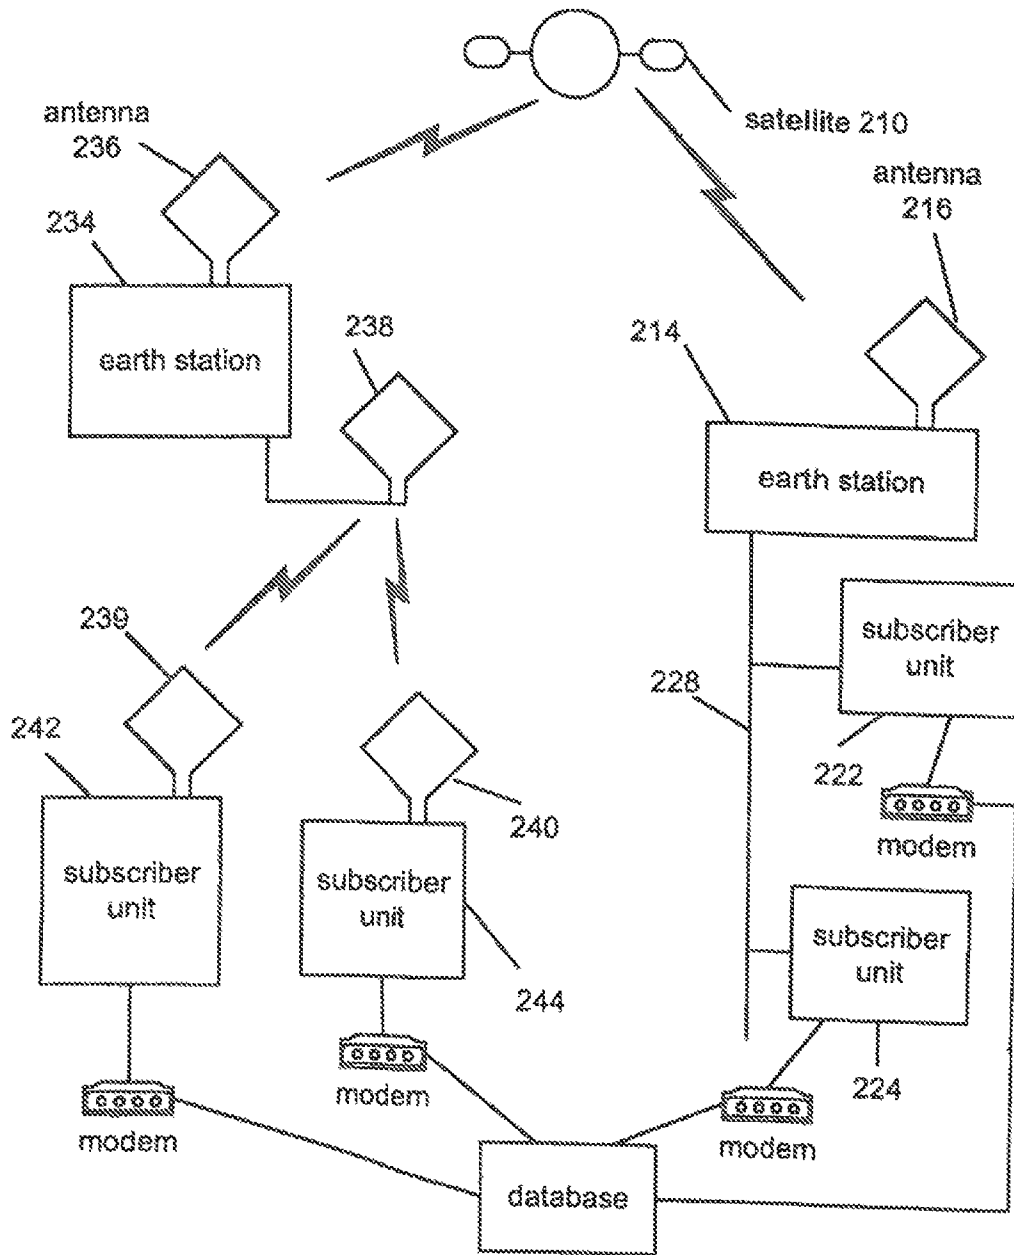 satellite 210
antenna
236
antenna
216
234
earth station
238
214
earth station
239
subscriber
unit
228
242
222
modem
240
subscriber
unit
subscriber
unit
subscriber
unit
244
modem
224
modem
modem
database